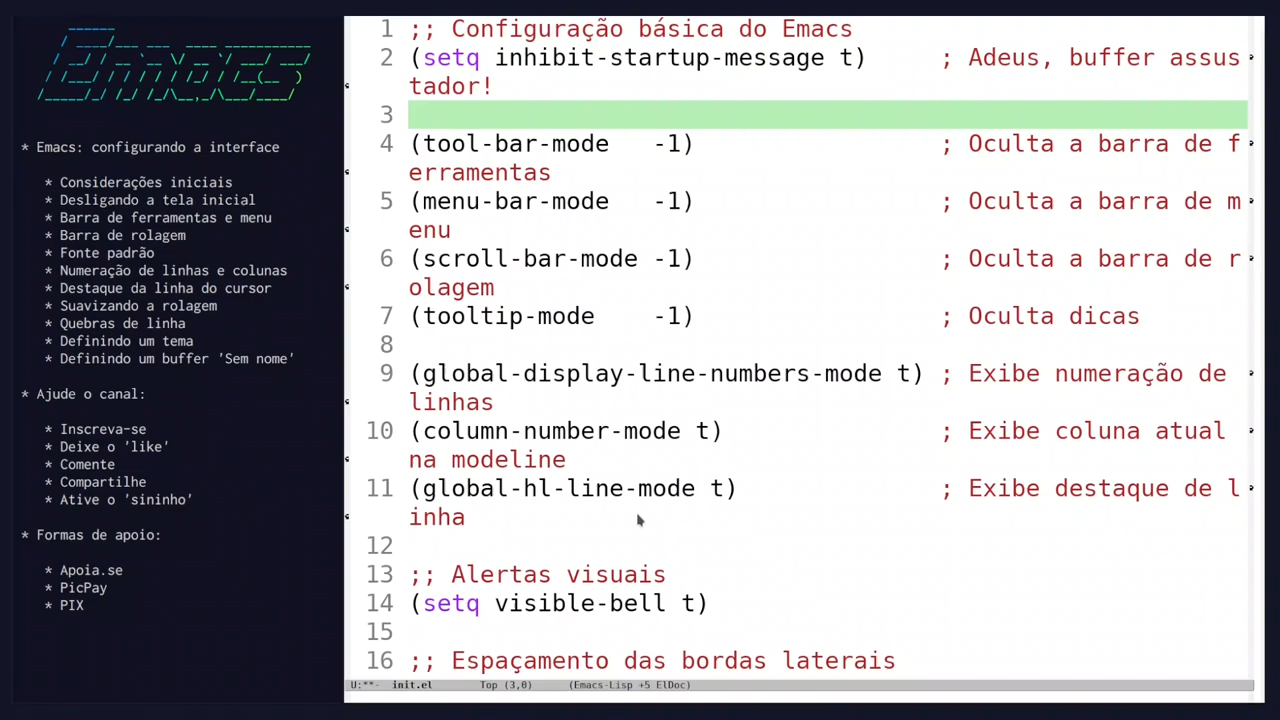 Emacs
* Emacs: configurando a interface
* Considerações iniciais
* Desligando a tela inicial
* Barra de ferramentas e menu
* Barra de rolagem
* Fonte padrão
* Numeração de linhas e colunas
* Destaque da linha do cursor
* Suavizando a rolagem
* Quebras de linha
* Definindo um tema
* Definindo um buffer 'Sem nome'
* Ajude o canal:
* Inscreva-se
* Deixe o 'like'
* Comente
* Compartilhe
* Ative o 'sininho'
* Formas de apoio:
* Apoia.se
* PicPay
* PIX
1 ;; Configuração básica do Emacs
2 (setq inhibit-startup-message t) ; Adeus, buffer assus
tador!
3
4 (tool-bar-mode -1) ; Oculta a barra de f
erramentas
5 (menu-bar-mode -1) ; Oculta a barra de m
enu
6 (scroll-bar-mode -1) ; Oculta a barra de r
olagem
7 (tooltip-mode -1) ; Oculta dicas
8
9 (global-display-line-numbers-mode t) ; Exibe numeração de
linhas
10 (column-number-mode t) ; Exibe coluna atual
na modeline
11 (global-hl-line-mode t) ; Exibe destaque de l
inha
12
13 ;; Alertas visuais
14 (setq visible-bell t)
15
16 ;; Espaçamento das bordas laterais
U:**- init.el Top (3,0) (Emacs-Lisp +5 ElDoc)